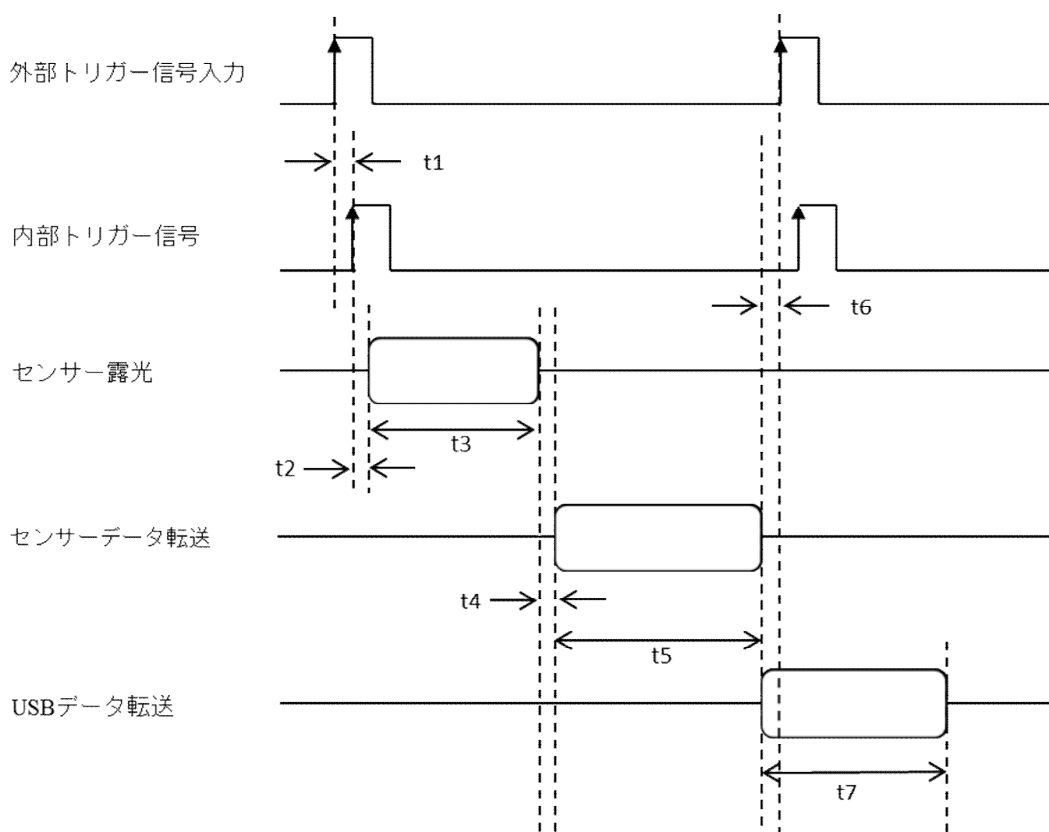 外部トリガー信号入力
t1
内部トリガー信号
t6
センサー露光
t3
t2
センサーデータ転送
t4
t5
USBデータ転送
t7